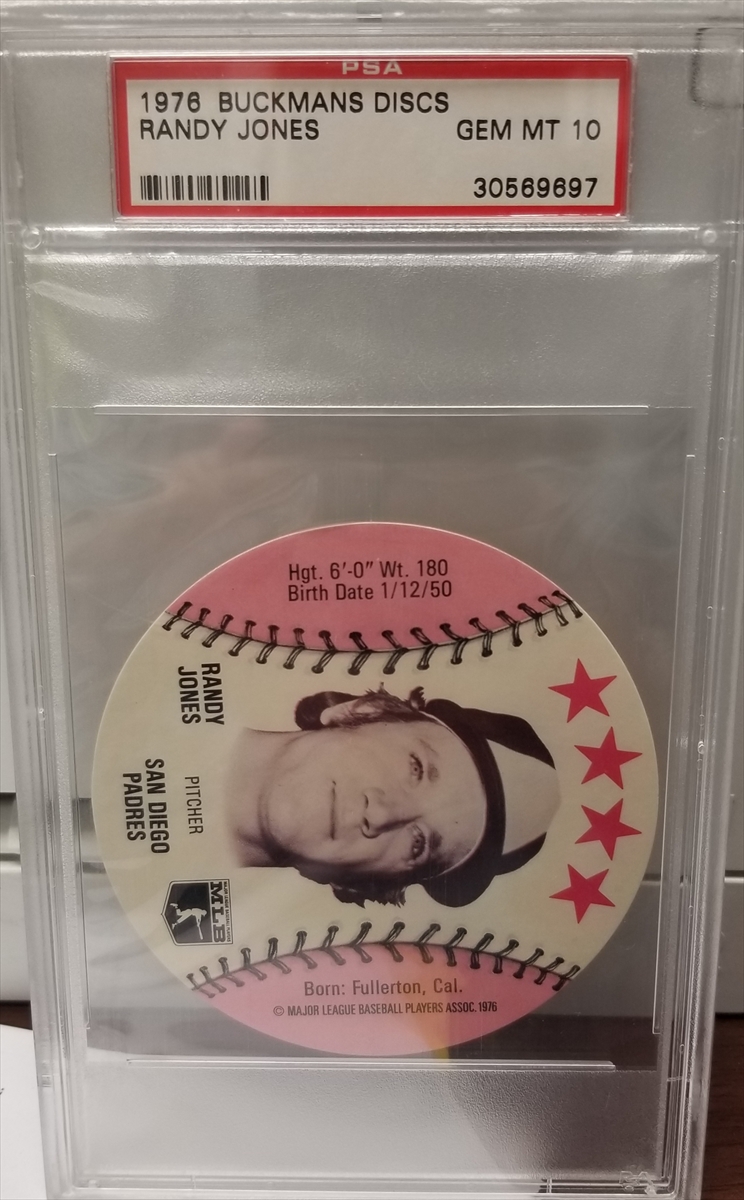 PSA
1976 BUCKMANS DISCS
RANDY JONES GEM MT 10
30569697
Hgt. 6'-0" Wt. 180
Birth Date 1/12/50
RANDY
JONES
PITCHER
SAN DIEGO
PADRES
MLB
Born: Fullerton, Cal.
© MAJOR LEAGUE BASEBALL PLAYERS ASSOC. 1976